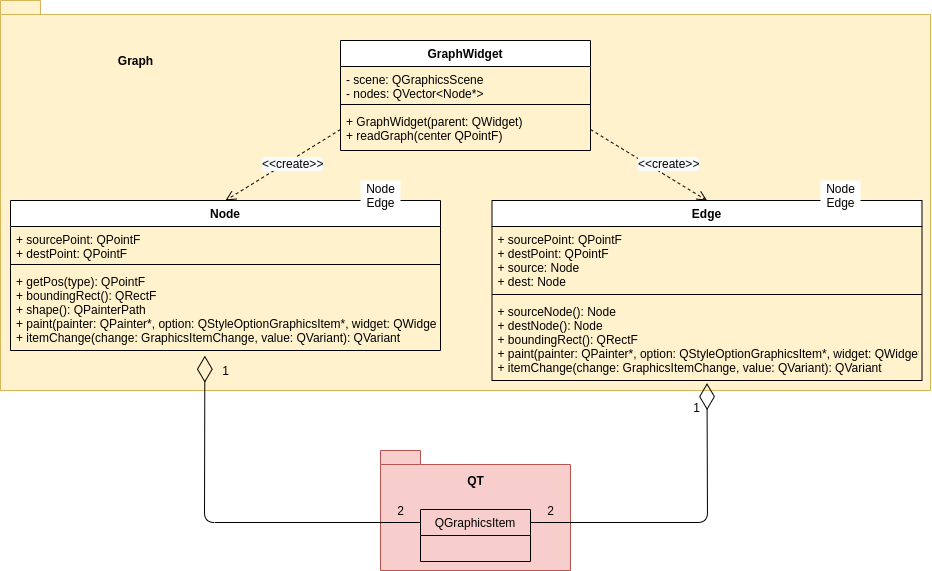 Graph
GraphWidget
- scene: QGraphicsScene
- nodes: QVector<Node*>
+ GraphWidget(parent: QWidget)
+ readGraph(center QPointF)
<<create>>
<<create>>
Node
Edge
Node
+ sourcePoint: QPointF
+ destPoint: QPointF
+ getPos(type): QPointF
+ boundingRect(): QRectF
+ shape(): QPainterPath
+ paint(painter: QPainter*, option: QStyleOptionGraphicsItem*, widget: QWidge
+ itemChange(change: GraphicsItemChange, value: QVariant): QVariant
Node
Edge
Edge
+ sourcePoint: QPointF
+ destPoint: QPointF
+ source: Node
+ dest: Node
+ sourceNode(): Node
+ destNode(): Node
+ boundingRect(): QRectF
+ paint(painter: QPainter*, option: QStyleOptionGraphicsItem*, widget: QWidge
+ itemChange(change: GraphicsItemChange, value: QVariant): QVariant
1
1
QT
2
QGraphicsItem
2